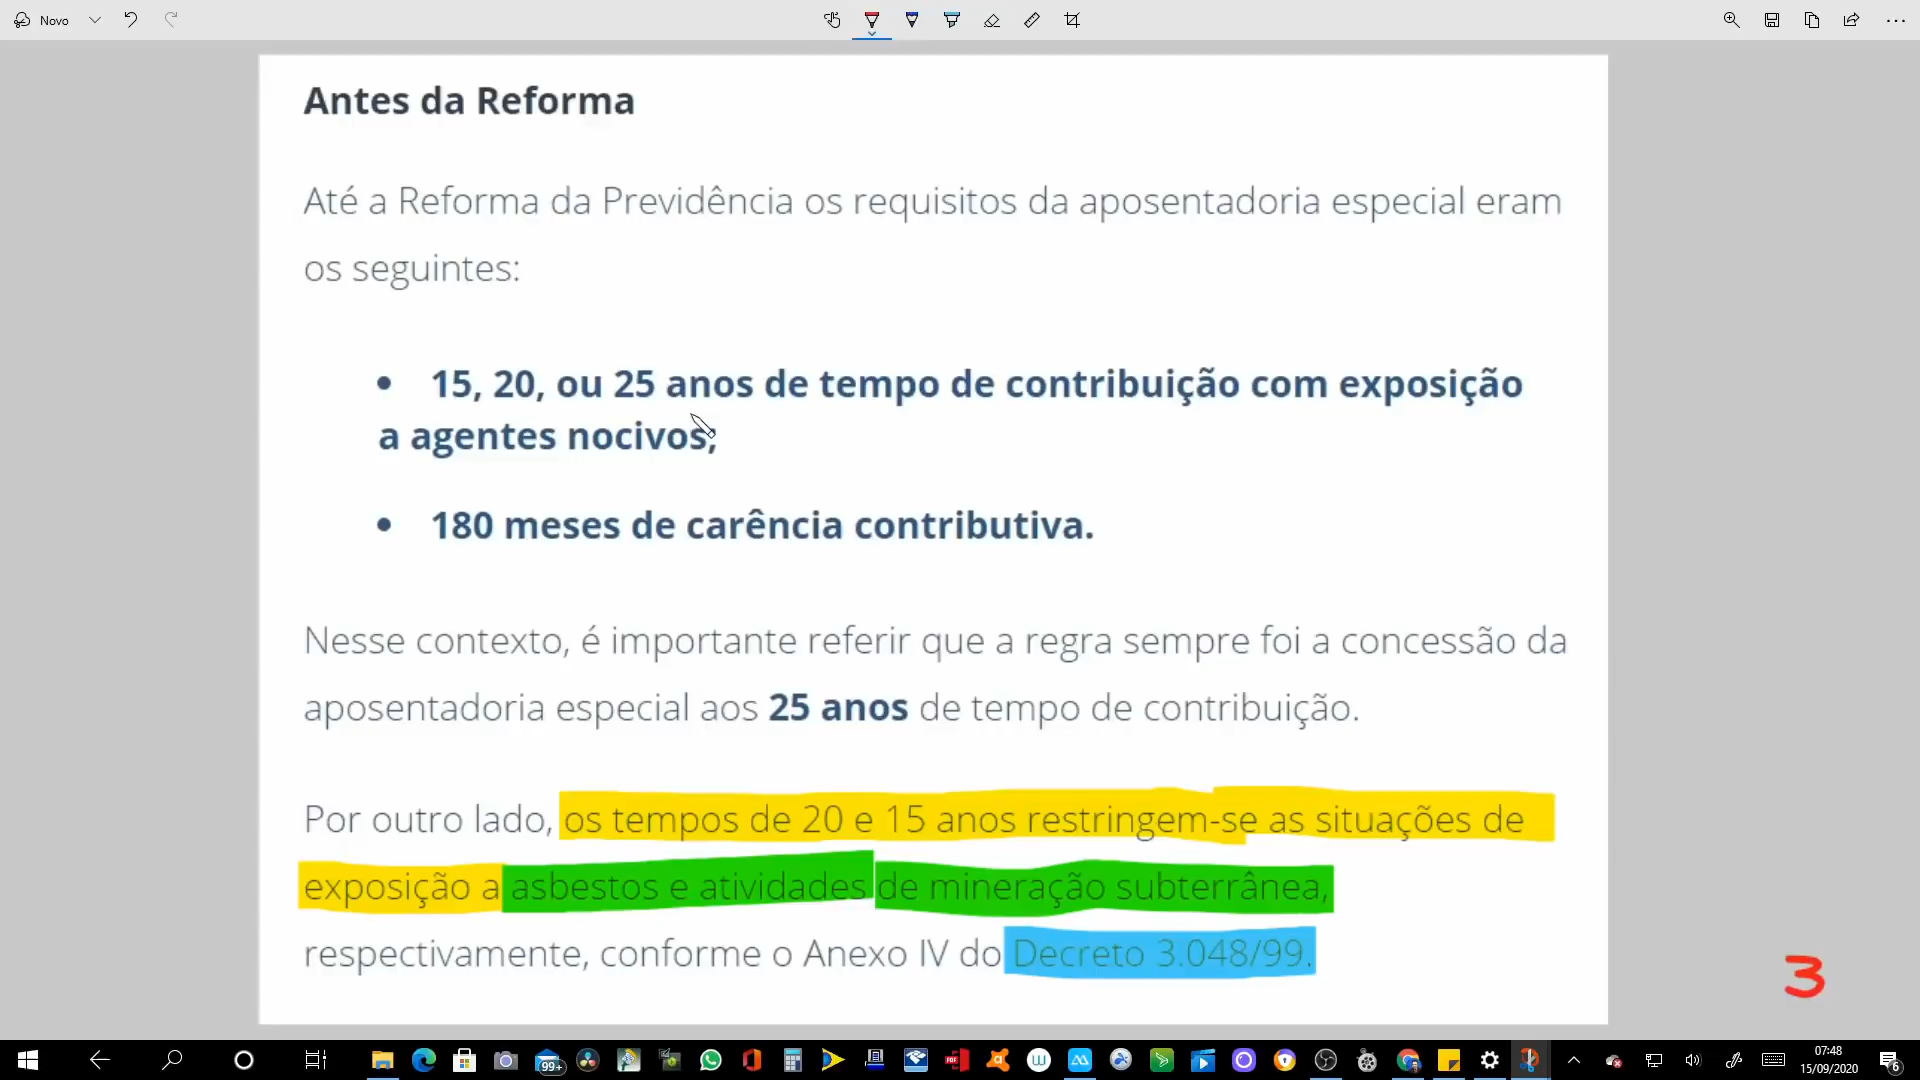 Novo
Antes da Reforma
Até a Reforma da Previdência os requisitos da aposentadoria especial eram
os seguintes:
• 15, 20, ou 25 anos de tempo de contribuição com exposição
a agentes nocivos;
• 180 meses de carência contributiva.
Nesse contexto, é importante referir que a regra sempre foi a concessão da
aposentadoria especial aos 25 anos de tempo de contribuição.
Por outro lado, os tempos de 20 e 15 anos restringem-se as situações de
exposição a asbestos e atividades de mineração subterrânea,
respectivamente, conforme o Anexo IV do Decreto 3.048/99.
3
99+
07:48
15/09/2020
6